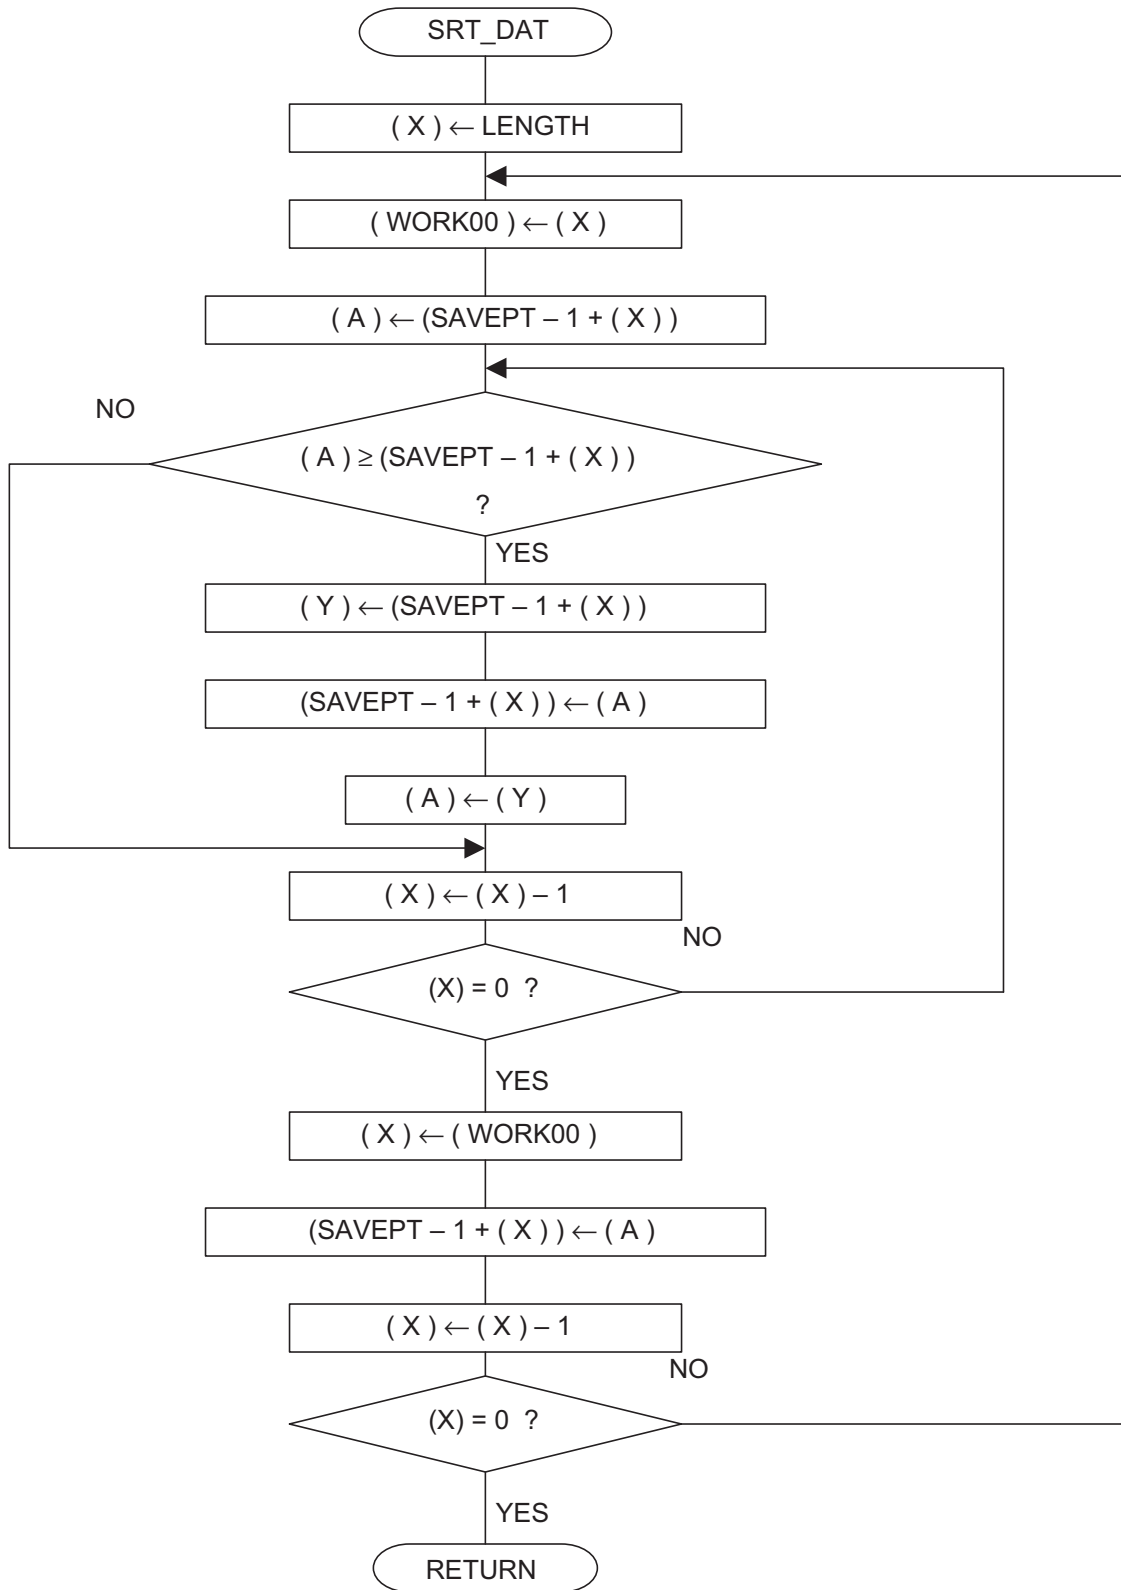 SRT_DAT
( X ) ← LENGTH
( WORK00 ) ← ( X )
( A ) ← (SAVEPT – 1 + ( X ) )
NO
( A ) ≥ (SAVEPT – 1 + ( X ) )
?
YES
( Y ) ← (SAVEPT – 1 + ( X ) )
(SAVEPT – 1 + ( X ) ) ← ( A )
( A ) ← ( Y )
( X ) ← ( X ) – 1
NO
(X) = 0 ?
YES
( X ) ← ( WORK00 )
(SAVEPT – 1 + ( X ) ) ← ( A )
( X ) ← ( X ) – 1
NO
(X) = 0 ?
YES
RETURN